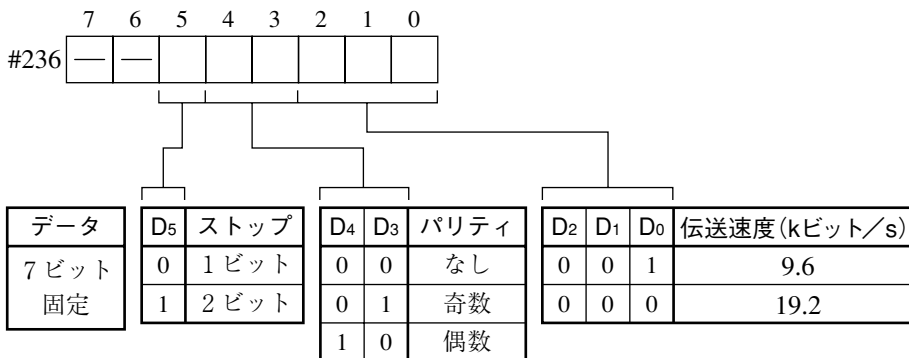 7 6 5 4 3 2 1 0
#236 — —
データ
7ビット
固定
D5 ストップ
0 1ビット
1 2ビット
D4 D3 パリティ
0 0 なし
0 1 奇数
1 0 偶数
D2 D1 D0 伝送速度(kビット/s)
0 0 1 9.6
0 0 0 19.2